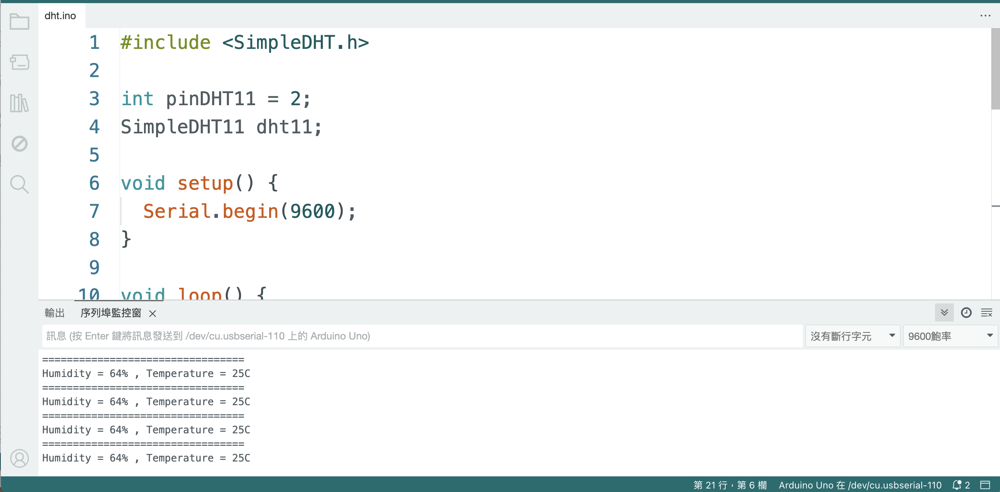 dht.ino
1 #include <SimpleDHT.h>
2
3 int pinDHT11 = 2;
4 SimpleDHT11 dht11;
5
6 void setup() {
7   Serial.begin(9600);
8 }
9
10 void loop() {
輸出 序列埠監控窗
訊息 (按 Enter 鍵將訊息發送到 /dev/cu.usbserial-110 上的 Arduino Uno) 沒有斷行字元 9600鮑率
=================================
Humidity = 64% , Temperature = 25C
=================================
Humidity = 64% , Temperature = 25C
=================================
Humidity = 64% , Temperature = 25C
=================================
Humidity = 64% , Temperature = 25C
第 21 行，第 6 欄 Arduino Uno 在 /dev/cu.usbserial-110 2